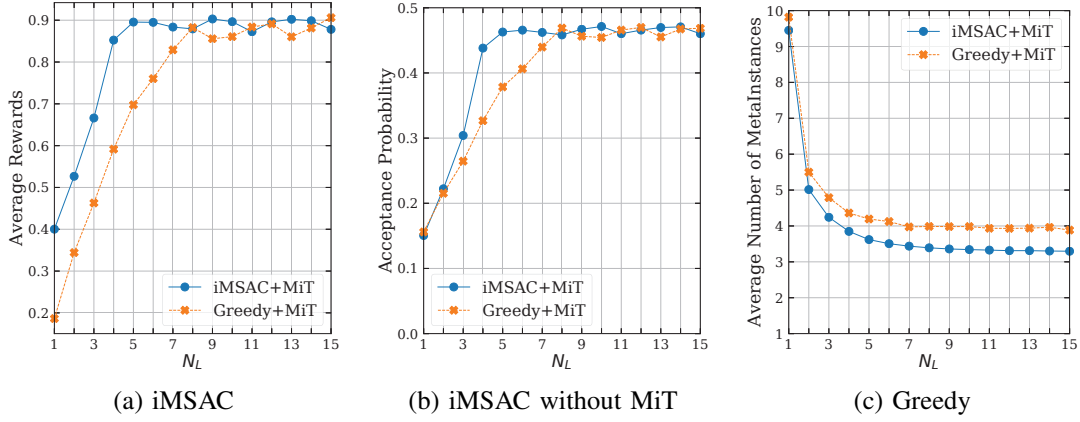 Average Rewards
0.9
0.8
0.9
0.6
0.5
0.4
0.9
0.2
iMSAC+MiT
Greedy+MiT
1 3 5 7 9 11 13 15
N_L
(a) iMSAC
Acceptance Probability
0.5
0.4
0.3
0.2
0.1
0.0
iMSAC+MiT
Greedy+MiT
1 3 5 7 9 11 13 15
N_L
(b) iMSAC without MiT
Average Number of MetaInstances
10
9
8
7
6
5
4
3
2
1
iMSAC+MiT
Greedy+MiT
1 3 5 7 9 11 13 15
N_L
(c) Greedy